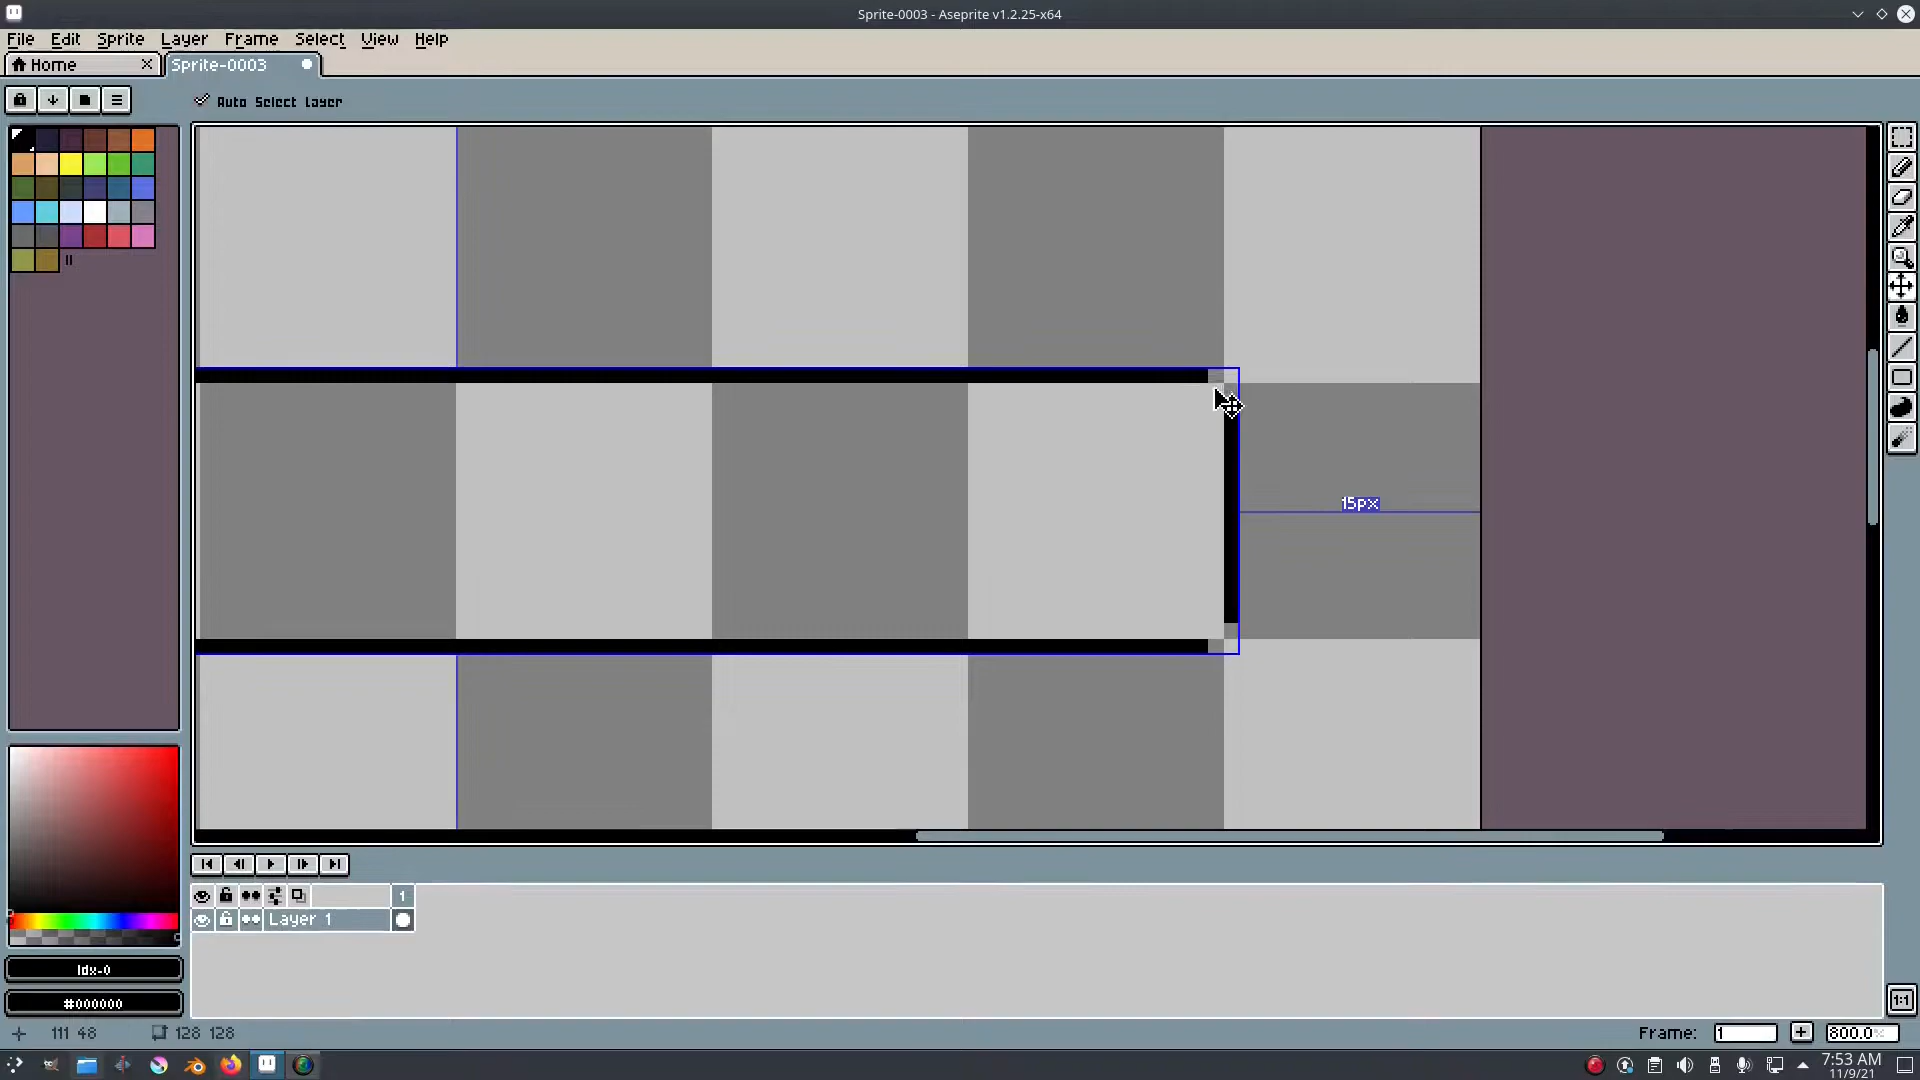 Sprite-0003 - Aseprite v1.2.25-x64
File Edit Sprite Layer Frame Select View Help
Home Sprite-0003
Auto Select Layer
15px
1
Layer 1
Idx-0
#000000
1:1
111 48 128 128 Frame: 1 800.0%
7:53 AM
11/9/21